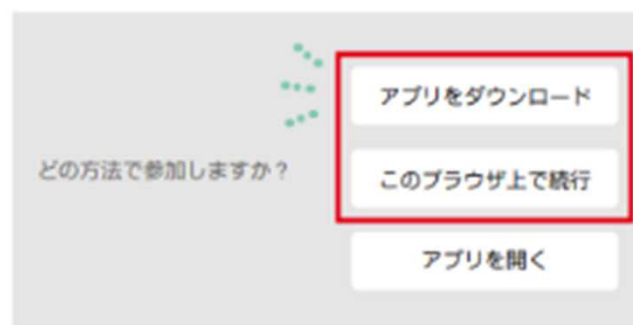 どの方法で参加しますか？
アプリをダウンロード
このブラウザ上で続行
アプリを開く